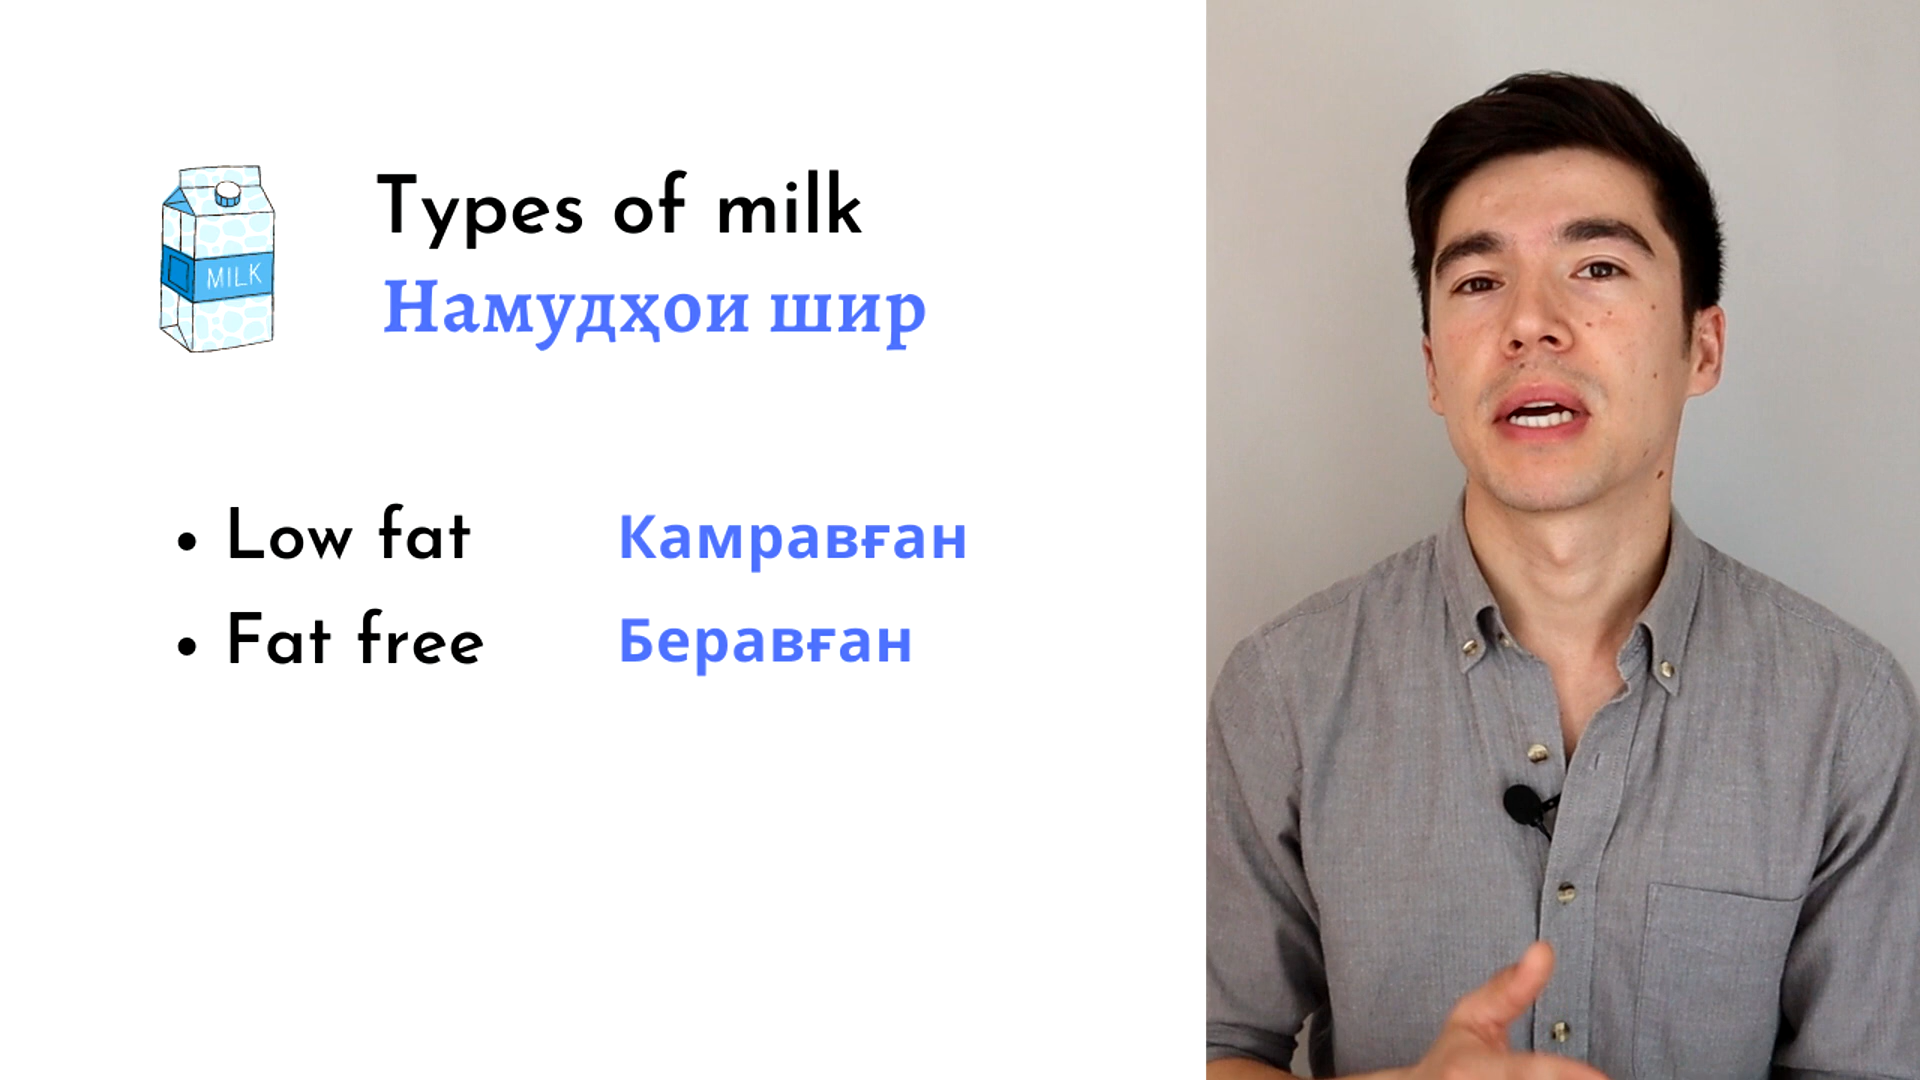 MILK
Types of milk
Намудҳои шир
• Low fat Камравған
• Fat free Беравған